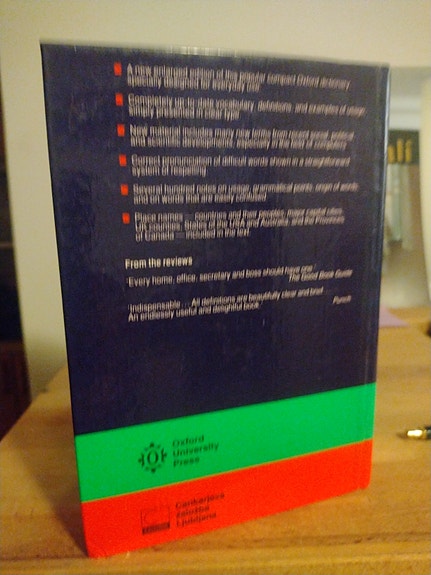 A new enlarged edition of this popular compact Oxford dictionary,
specially designed for everyday use
Completely up-to-date vocabulary, definitions, and examples of usage
simply presented in clear type
New material includes many new terms from recent social, political
and scientific developments, especially in the field of computers
Correct pronunciation of difficult words shown in a straightforward
system of respelling
Several hundred notes on usage, grammatical points, origin of words,
and on words that are easily confused
Place names — countries and their peoples, major capital cities,
UK counties, States of the USA and Australia, and the Provinces
of Canada — included in the text
From the reviews
'Every home, office, secretary and boss should have one.'
The Good Book Guide
'Indispensable ... All definitions are beautifully clear and brief ...
An endlessly useful and delightful book.'
Punch
Oxford
University
Press
Cankarjeva
založba
Ljubljana